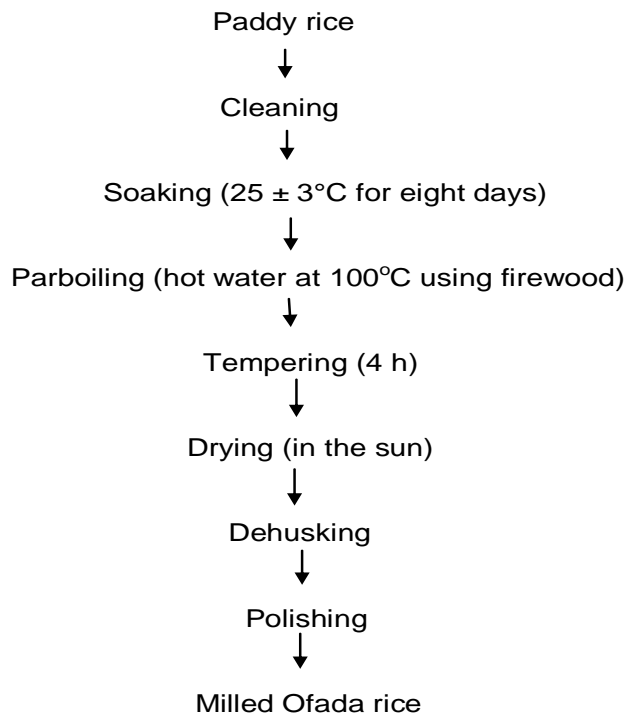 Paddy rice
Cleaning
Soaking (25 ± 3°C for eight days)
Parboiling (hot water at 100°C using firewood)
Tempering (4 h)
Drying (in the sun)
Dehusking
Polishing
Milled Ofada rice